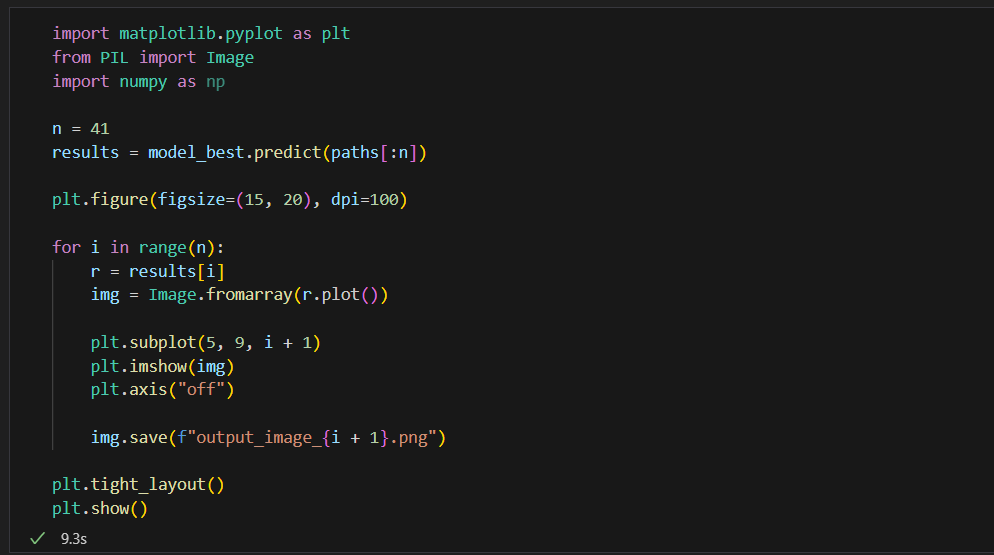 import matplotlib.pyplot as plt
from PIL import Image
import numpy as np
n = 41
results = model_best.predict(paths[:n])
plt.figure(figsize=(15, 20), dpi=100)
for i in range(n):
    r = results[i]
    img = Image.fromarray(r.plot())
    plt.subplot(5, 9, i + 1)
    plt.imshow(img)
    plt.axis("off")
    img.save(f"output_image_{i + 1}.png")
plt.tight_layout()
plt.show()
9.3s